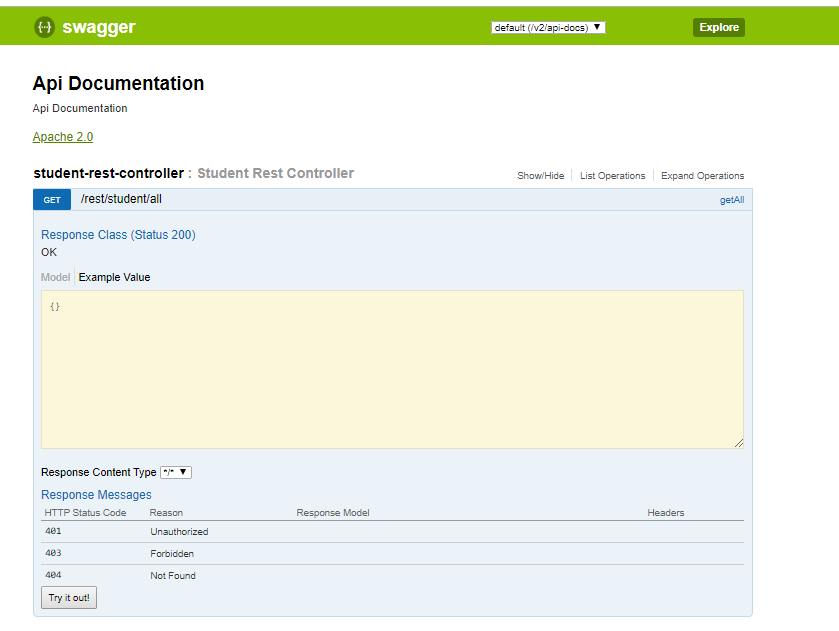 {···} swagger default (/v2/api-docs) ▼ Explore
Api Documentation
Api Documentation
Apache 2.0
student-rest-controller : Student Rest Controller Show/Hide List Operations Expand Operations
GET /rest/student/all getAll
Response Class (Status 200)
OK
Model Example Value
{}
Response Content Type */* ▼
Response Messages
HTTP Status Code Reason Response Model Headers
401 Unauthorized
403 Forbidden
404 Not Found
Try it out!